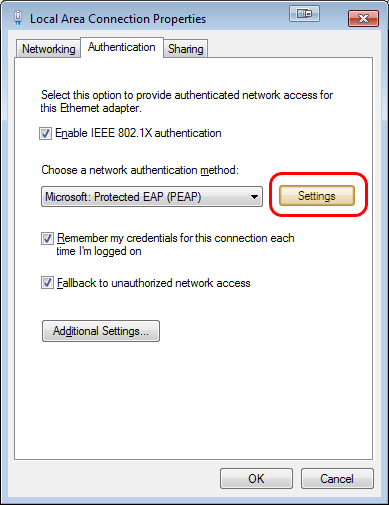 Local Area Connection Properties
Networking Authentication Sharing
Select this option to provide authenticated network access for
this Ethernet adapter.
Enable IEEE 802.1X authentication
Choose a network authentication method:
Microsoft: Protected EAP (PEAP) Settings
Remember my credentials for this connection each
time I'm logged on
Fallback to unauthorized network access
Additional Settings...
OK Cancel